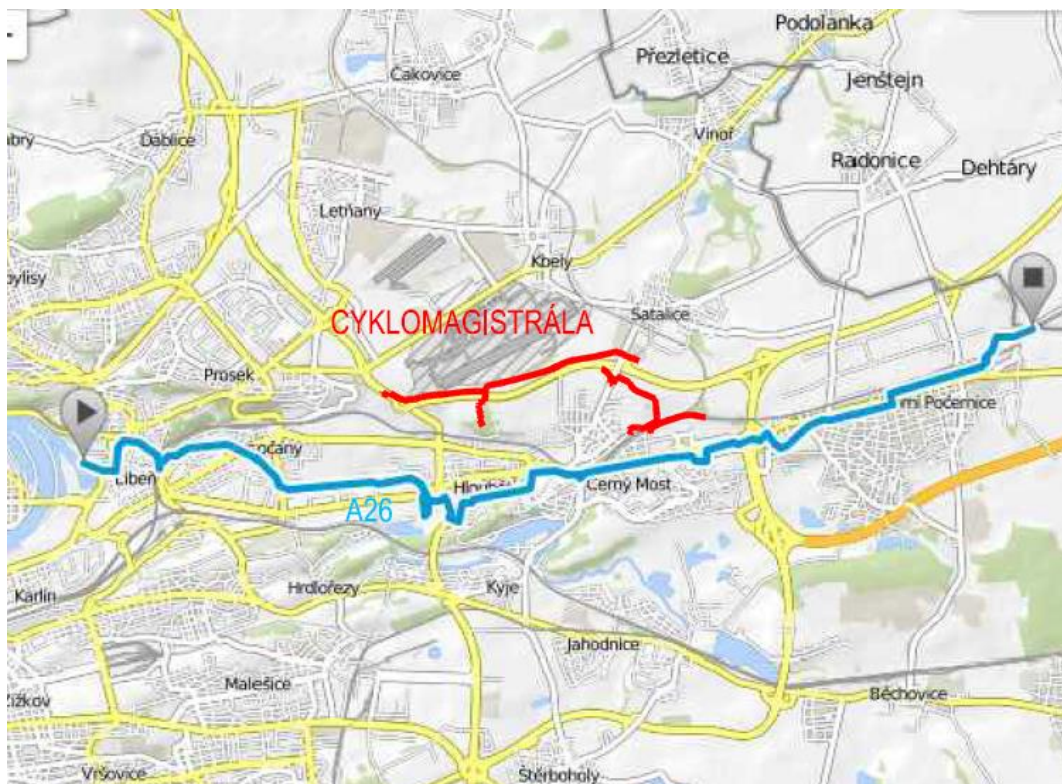 Podolanka
Přezletice
Čakovice
Jenštejn
Vinoř
Ďáblice
Radonice
Dehtáry
Letňany
Kbely
CYKLOMAGISTRÁLA
Satalice
Prosek
Počernice
Libeň
Černý Most
A26
Hrdlořezy
Kyje
Karlín
Jahodnice
Malešice
Běchovice
Žižkov
Vršovice
Štěrboholy